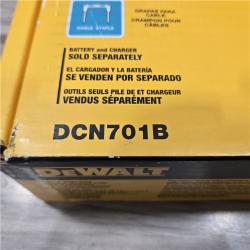 GRAPAS PARA
CABLE
CRAMPON POUR
CÂBLES
CABLE STAPLE
BATTERY AND CHARGER
SOLD SEPARATELY
EL CARGADOR Y LA BATERÍA
SE VENDEN POR SEPARADO
OUTILS SEULS PILE DE ET CHARGEUR
VENDUS SÉPARÉMENT
DCN701B
DEWALT